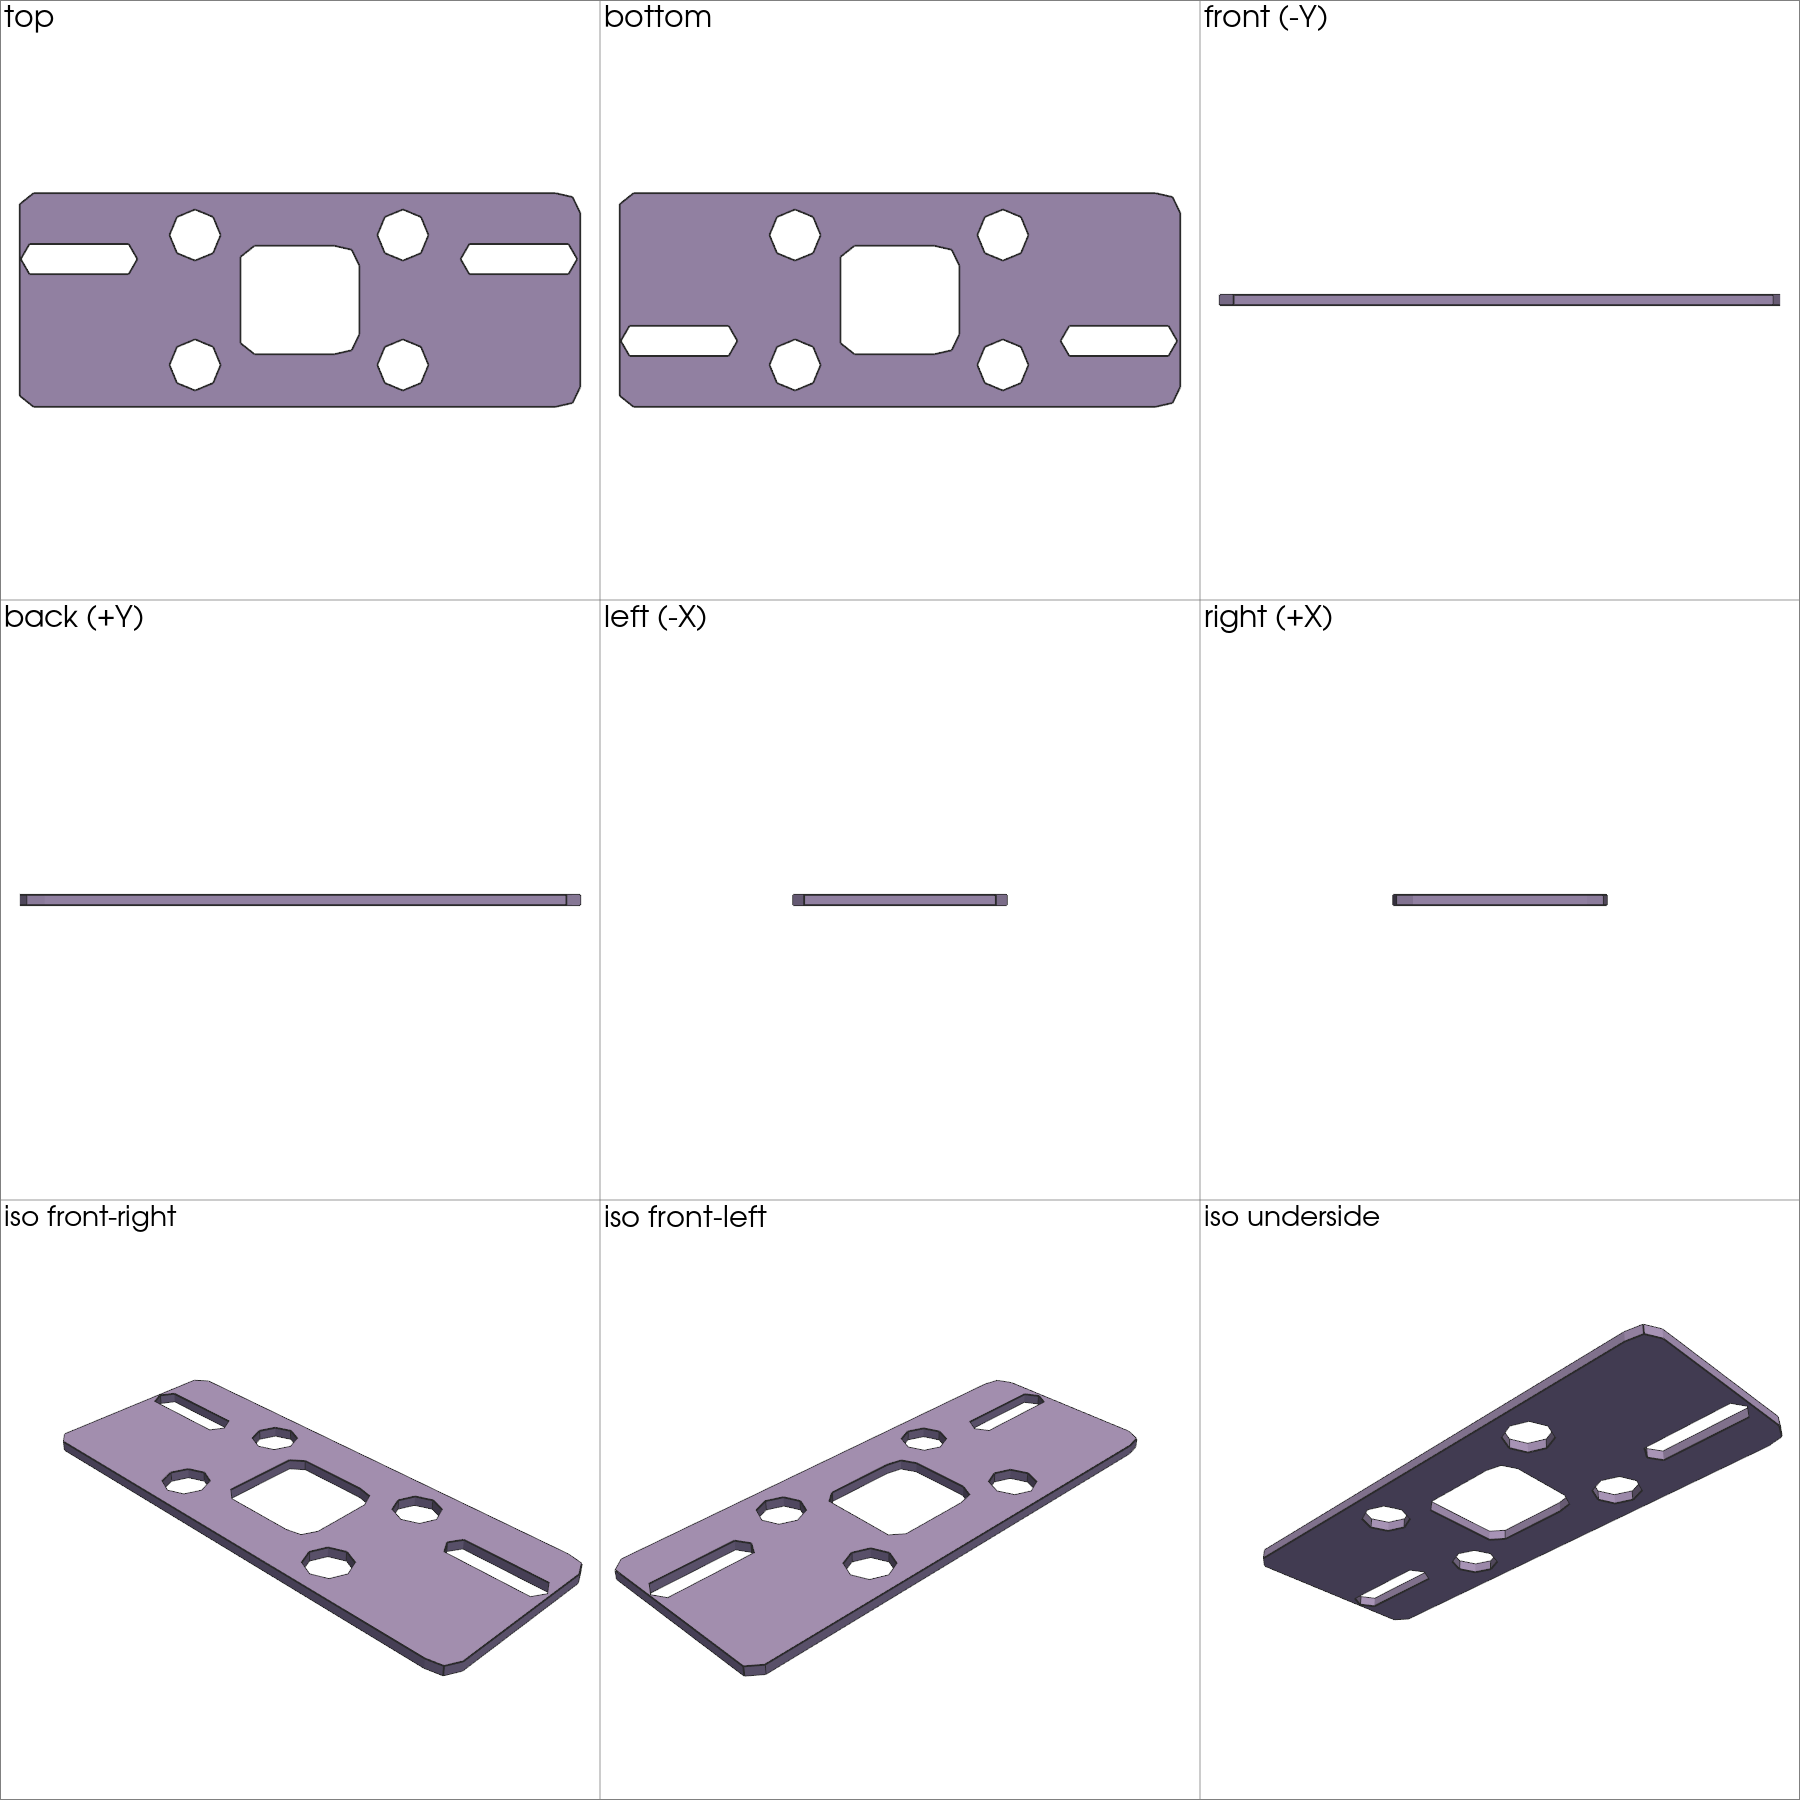 top
bottom
front (-Y)
back (+Y)
left (-X)
right (+X)
iso front-right
iso front-left
iso underside